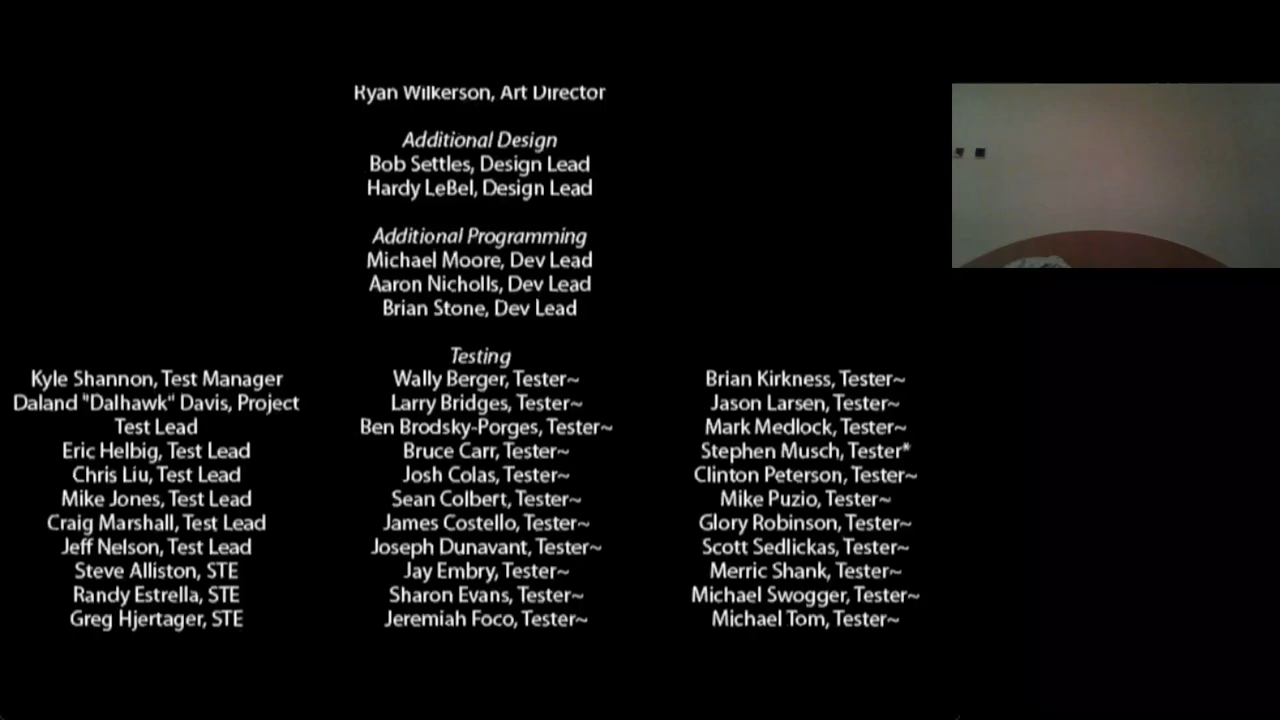 Ryan Wilkerson, Art Director
Additional Design
Bob Settles, Design Lead
Hardy LeBel, Design Lead
Additional Programming
Michael Moore, Dev Lead
Aaron Nicholls, Dev Lead
Brian Stone, Dev Lead
Testing
Kyle Shannon, Test Manager
Daland "Dalhawk" Davis, Project
Test Lead
Eric Helbig, Test Lead
Chris Liu, Test Lead
Mike Jones, Test Lead
Craig Marshall, Test Lead
Jeff Nelson, Test Lead
Steve Alliston, STE
Randy Estrella, STE
Greg Hjertager, STE
Wally Berger, Tester~
Larry Bridges, Tester~
Ben Brodsky-Porges, Tester~
Bruce Carr, Tester~
Josh Colas, Tester~
Sean Colbert, Tester~
James Costello, Tester~
Joseph Dunavant, Tester~
Jay Embry, Tester~
Sharon Evans, Tester~
Jeremiah Foco, Tester~
Brian Kirkness, Tester~
Jason Larsen, Tester~
Mark Medlock, Tester~
Stephen Musch, Tester*
Clinton Peterson, Tester~
Mike Puzio, Tester~
Glory Robinson, Tester~
Scott Sedlickas, Tester~
Merric Shank, Tester~
Michael Swogger, Tester~
Michael Tom, Tester~